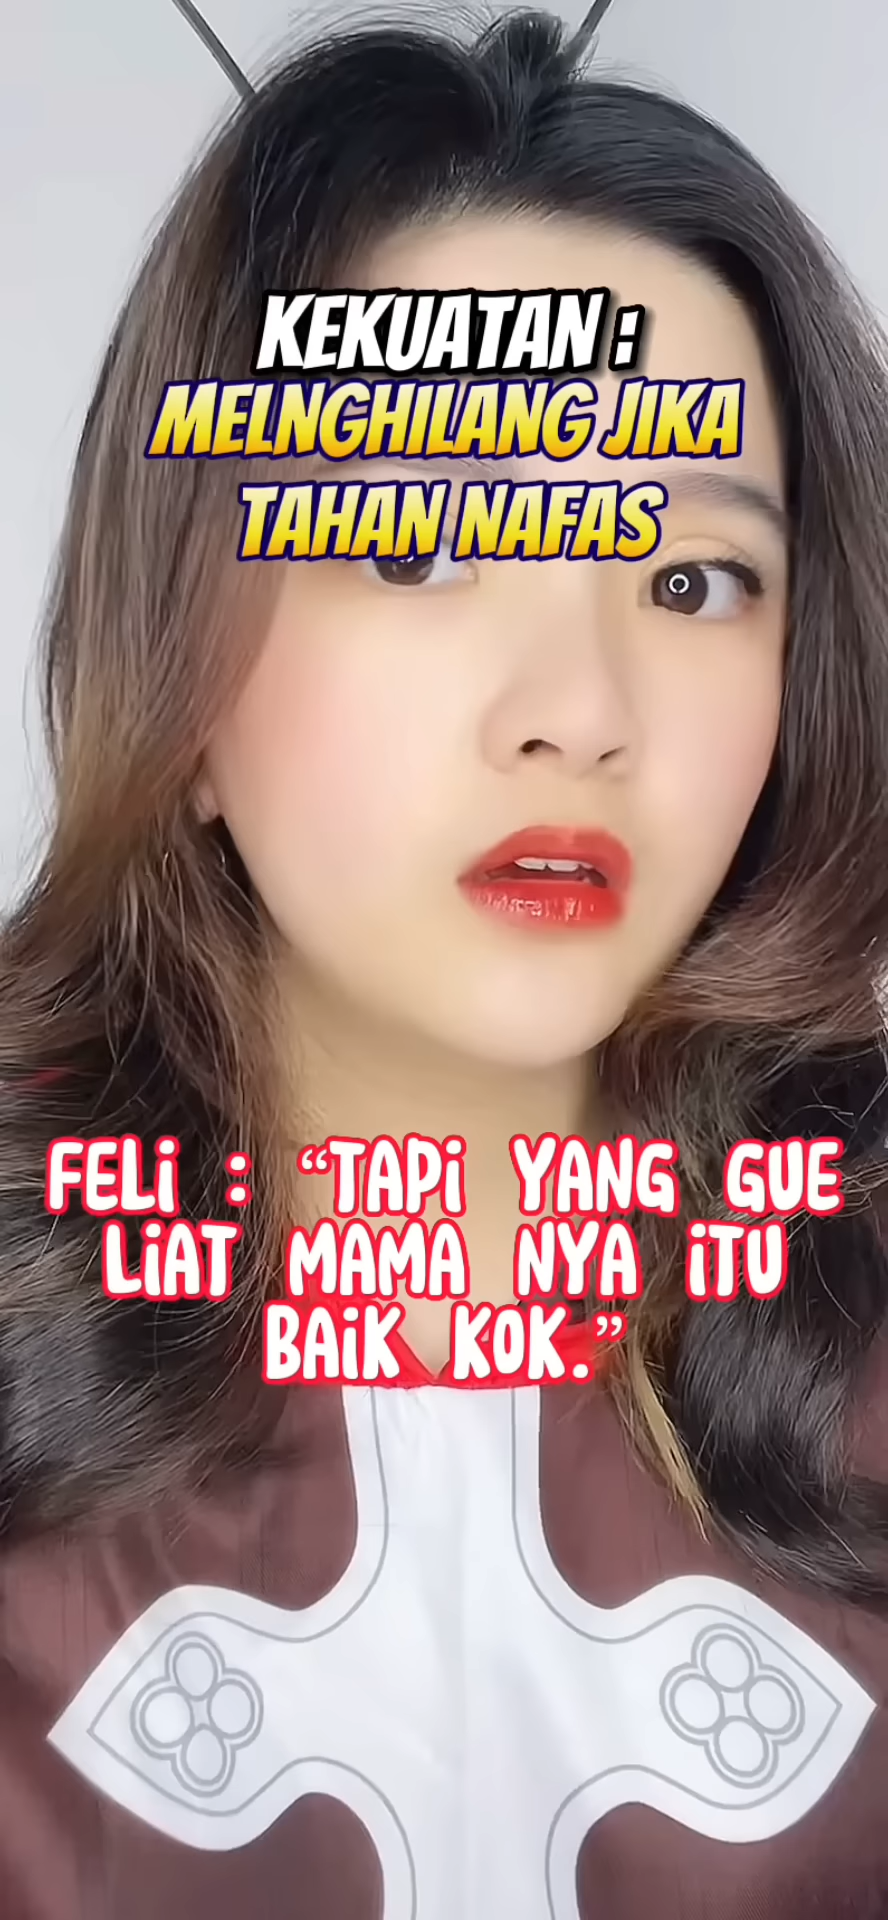 KEKUATAN :
MELNGHILANG JIKA
TAHAN NAFAS
FELi : “TAPi YANG GUE
LiAT MAMA NYA iTU
BAiK KOK.”